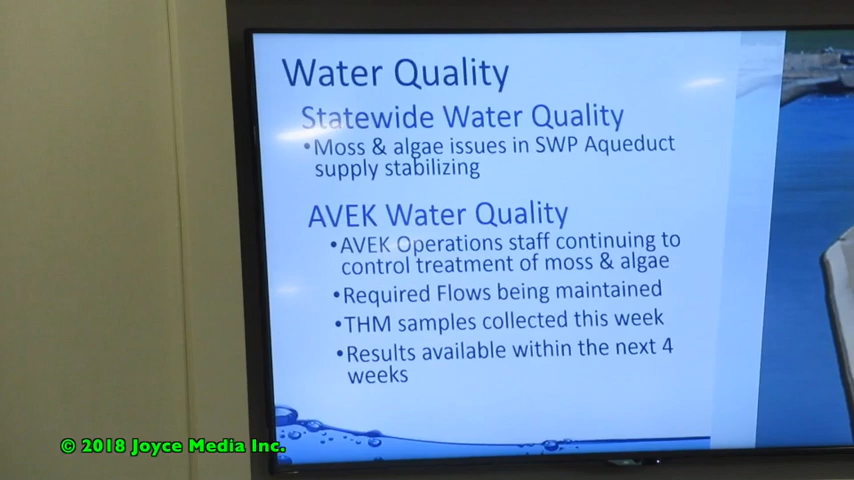 Water Quality
Statewide Water Quality
•Moss & algae issues in SWP Aqueduct
supply stabilizing
AVEK Water Quality
•AVEK Operations staff continuing to
control treatment of moss & algae
•Required Flows being maintained
•THM samples collected this week
•Results available within the next 4
weeks
© 2018 Joyce Media Inc.